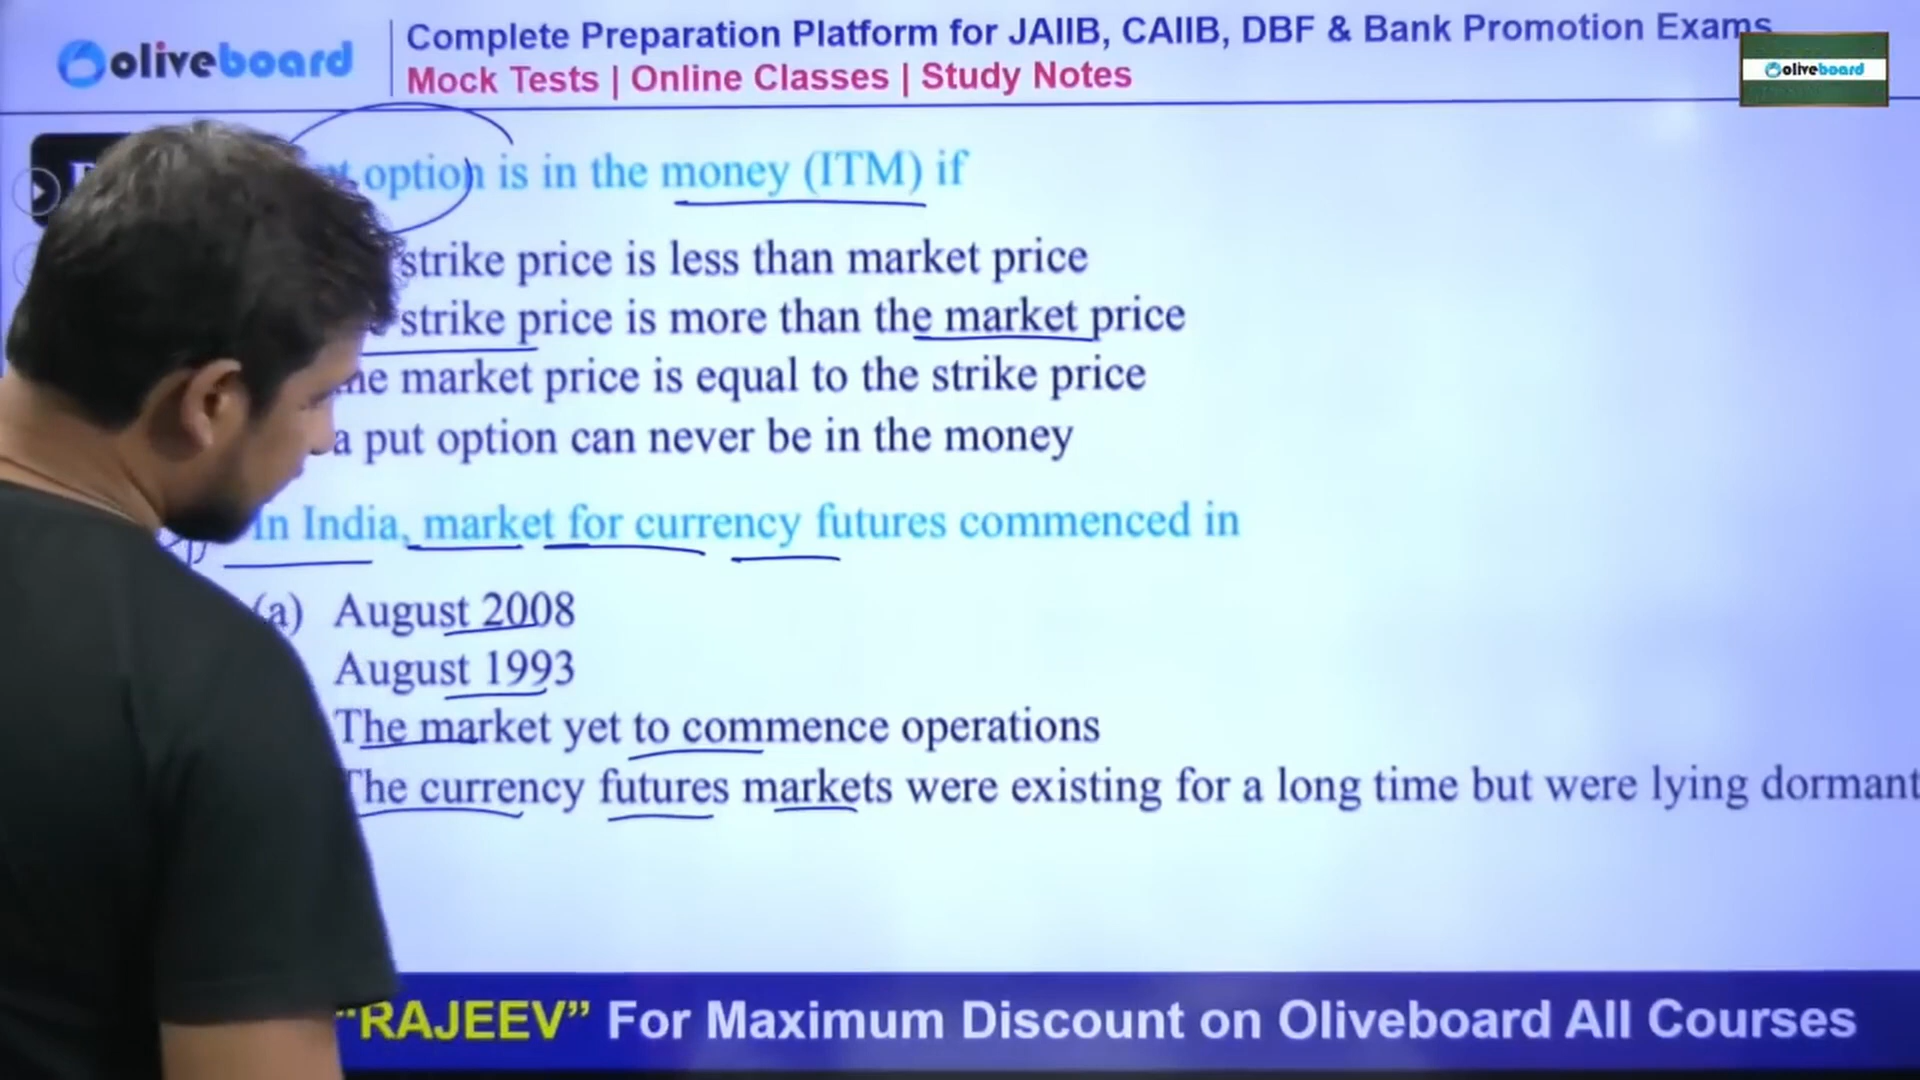 oliveboard
Complete Preparation Platform for JAIIB, CAIIB, DBF & Bank Promotion Exams
Mock Tests | Online Classes | Study Notes
oliveboard
option is in the money (ITM) if
strike price is less than market price
strike price is more than the market price
market price is equal to the strike price
a put option can never be in the money
In India, market for currency futures commenced in
(a) August 2008
August 1993
The market yet to commence operations
The currency futures markets were existing for a long time but were lying dormant
"RAJEEV" For Maximum Discount on Oliveboard All Courses